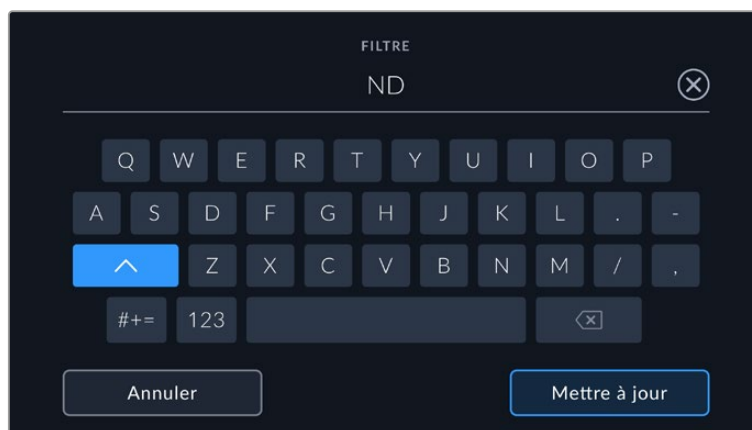 FILTRE
ND
Q W E R T Y U I O P
A S D F G H J K L . -
Z X C V B N M / ,
#+= 123
Annuler Mettre à jour